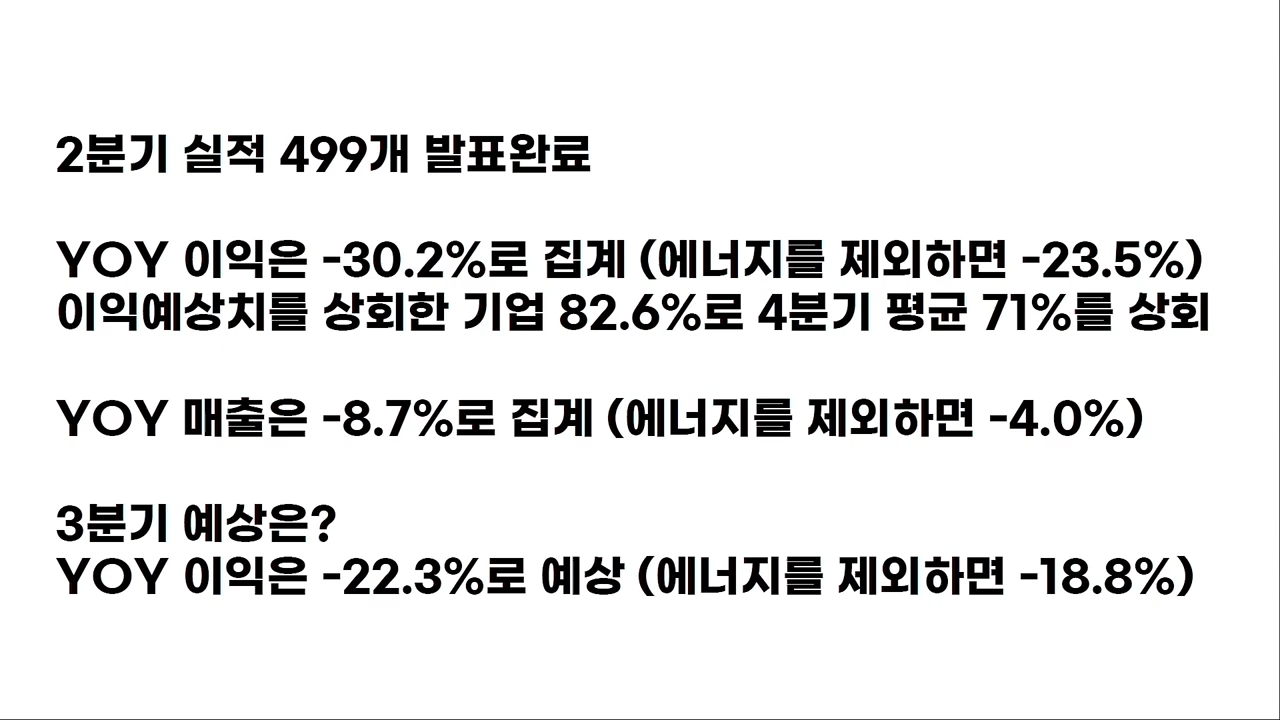 2분기 실적 499개 발표완료
YOY 이익은 -30.2%로 집계 (에너지를 제외하면 -23.5%)
이익예상치를 상회한 기업 82.6%로 4분기 평균 71%를 상회
YOY 매출은 -8.7%로 집계 (에너지를 제외하면 -4.0%)
3분기 예상은?
YOY 이익은 -22.3%로 예상 (에너지를 제외하면 -18.8%)